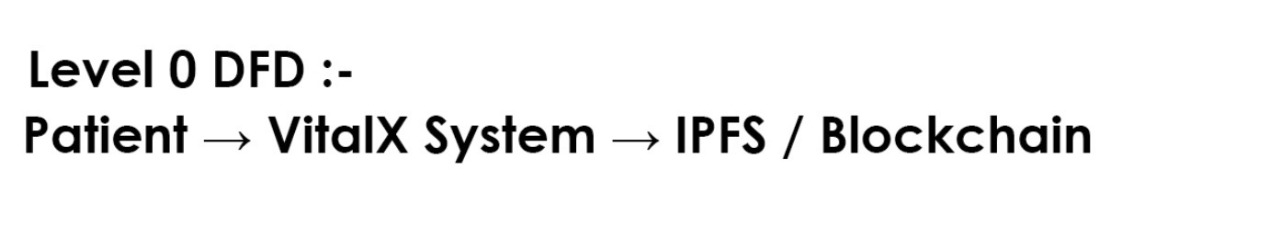 Level 0 DFD :-
Patient → VitalX System → IPFS / Blockchain